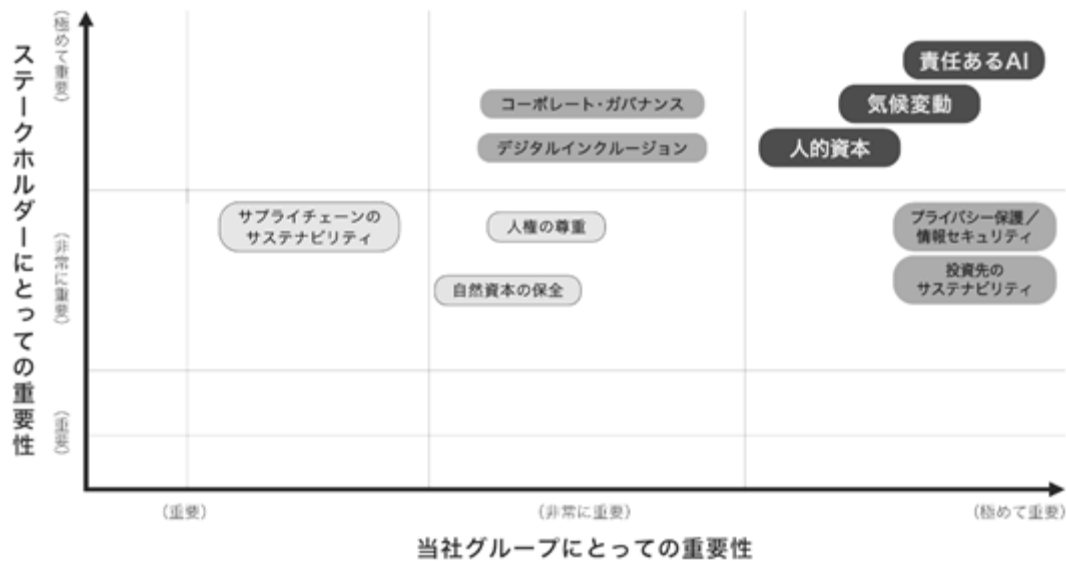 ステークホルダーにとっての重要性
(極めて重要)
(非常に重要)
(重要)
責任あるAI
気候変動
人的資本
コーポレート・ガバナンス
デジタルインクルージョン
サプライチェーンの
サステナビリティ
人権の尊重
自然資本の保全
プライバシー保護／
情報セキュリティ
投資先の
サステナビリティ
(重要)
(非常に重要)
(極めて重要)
当社グループにとっての重要性